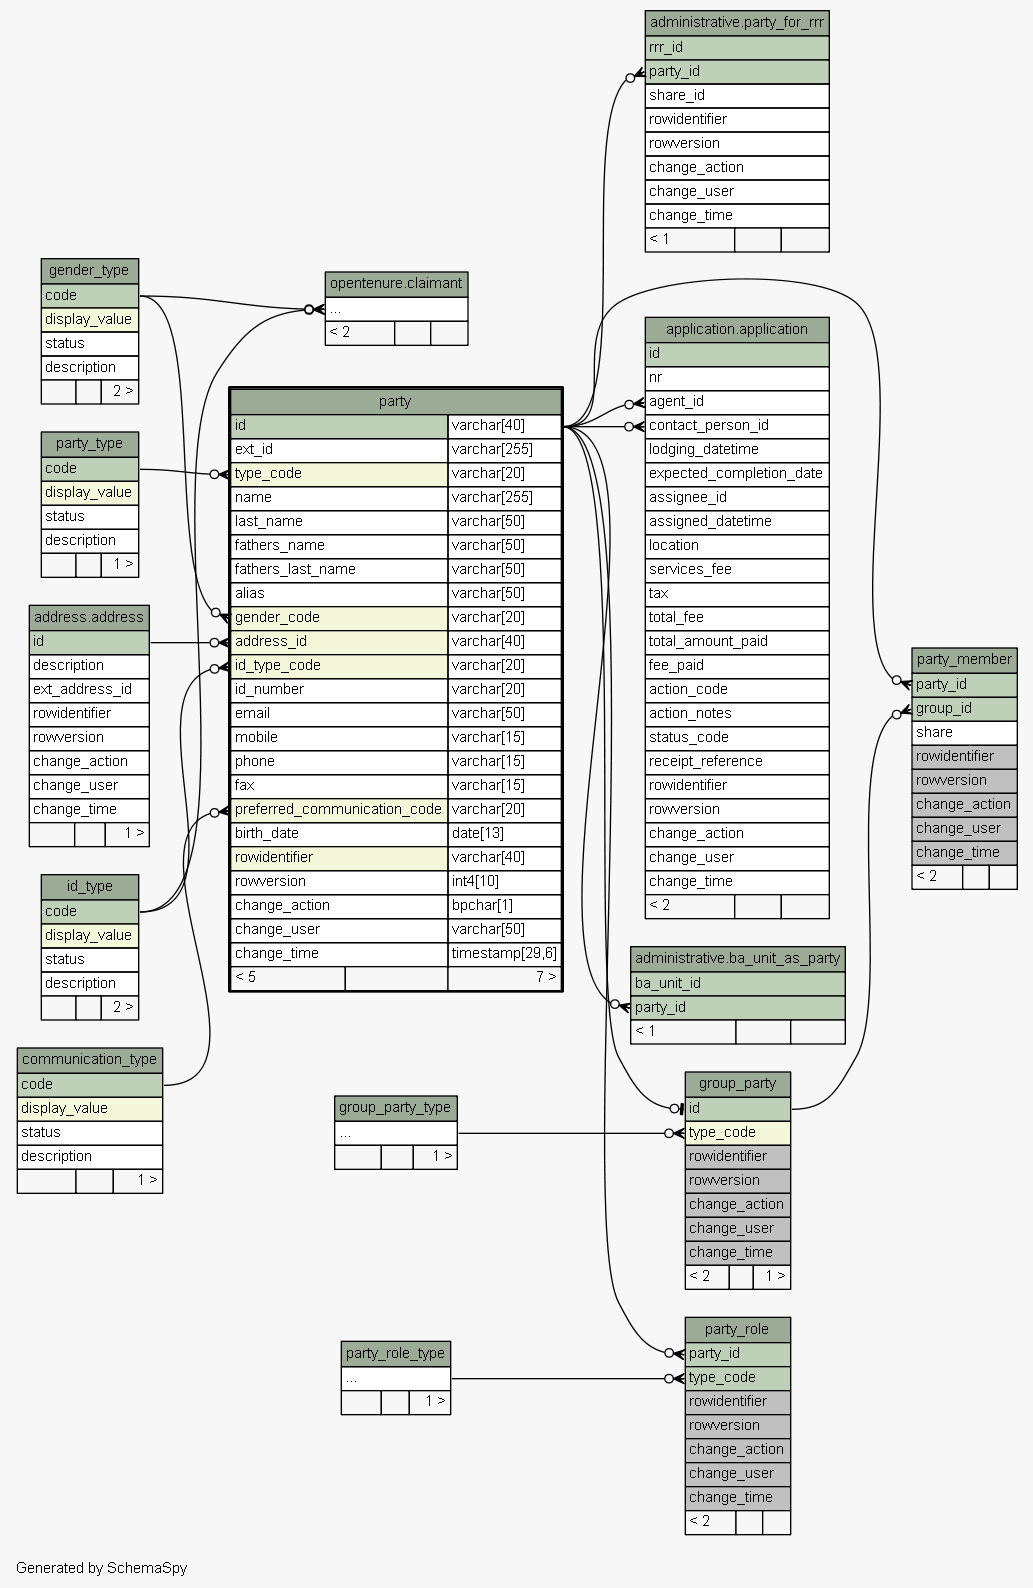 administrative.party_for_rrr
rrr_id
party_id
share_id
rowidentifier
rowversion
change_action
change_user
change_time
< 1
gender_type
code
display_value
status
description
2 >
opentenure.claimant
...
< 2
application.application
id
nr
agent_id
contact_person_id
lodging_datetime
expected_completion_date
assignee_id
assigned_datetime
location
services_fee
tax
total_fee
total_amount_paid
fee_paid
action_code
action_notes
status_code
receipt_reference
rowidentifier
rowversion
change_action
change_user
change_time
< 2
party
id varchar[40]
ext_id varchar[255]
type_code varchar[20]
name varchar[255]
last_name varchar[50]
fathers_name varchar[50]
fathers_last_name varchar[50]
alias varchar[50]
gender_code varchar[20]
address_id varchar[40]
id_type_code varchar[20]
id_number varchar[20]
email varchar[50]
mobile varchar[15]
phone varchar[15]
fax varchar[15]
preferred_communication_code varchar[20]
birth_date date[13]
rowidentifier varchar[40]
rowversion int4[10]
change_action bpchar[1]
change_user varchar[50]
change_time timestamp[29,6]
< 5 7 >
party_type
code
display_value
status
description
1 >
address.address
id
description
ext_address_id
rowidentifier
rowversion
change_action
change_user
change_time
1 >
party_member
party_id
group_id
share
rowidentifier
rowversion
change_action
change_user
change_time
< 2
id_type
code
display_value
status
description
2 >
administrative.ba_unit_as_party
ba_unit_id
party_id
< 1
communication_type
code
display_value
status
description
1 >
group_party_type
...
1 >
group_party
id
type_code
rowidentifier
rowversion
change_action
change_user
change_time
< 2 1 >
party_role_type
...
1 >
party_role
party_id
type_code
rowidentifier
rowversion
change_action
change_user
change_time
< 2
Generated by SchemaSpy